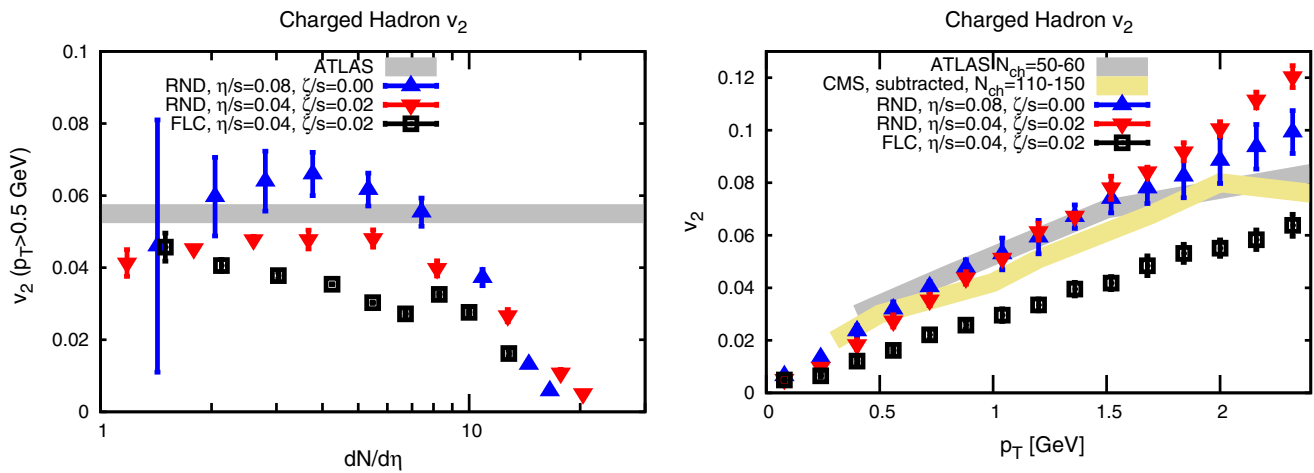 Charged Hadron v₂
ATLAS
RND, η/s=0.08, ζ/s=0.00
RND, η/s=0.04, ζ/s=0.02
FLC, η/s=0.04, ζ/s=0.02
v₂ (p_T>0.5 GeV)
0.1
0.08
0.06
0.04
0.02
0
1
10
dN/dη
Charged Hadron v₂
ATLAS N_ch=50-60
CMS, subtracted, N_ch=110-150
RND, η/s=0.08, ζ/s=0.00
RND, η/s=0.04, ζ/s=0.02
FLC, η/s=0.04, ζ/s=0.02
v₂
0.12
0.1
0.08
0.06
0.04
0.02
0
0
0.5
1
1.5
2
p_T [GeV]